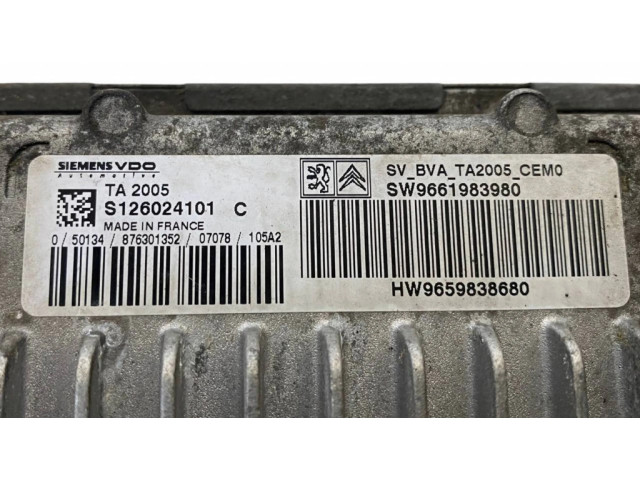 SIEMENS VDO
Automotive
TA 2005
S126024101 C
MADE IN FRANCE
0 / 50134 / 876301352 / 07078 / 105A2
SV_BVA_TA2005_CEM0
SW9661983980
HW9659838680